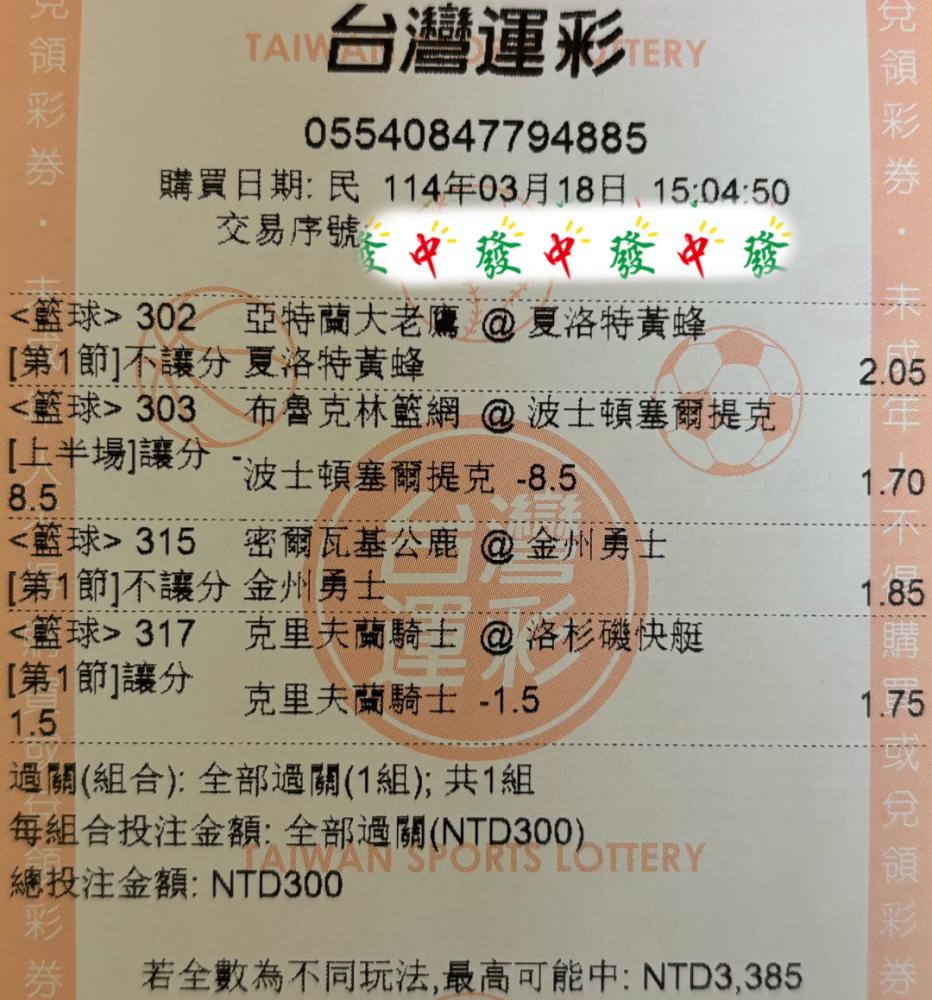 台灣運彩
TAIWAN SPORTS LOTTERY
05540847794885
購買日期: 民 114年03月18日 15:04:50
交易序號
發中發中發中發
<籃球> 302 亞特蘭大老鷹 @ 夏洛特黃蜂
[第1節]不讓分 夏洛特黃蜂 2.05
<籃球> 303 布魯克林籃網 @ 波士頓塞爾提克
[上半場]讓分 -
8.5 波士頓塞爾提克 -8.5 1.70
<籃球> 315 密爾瓦基公鹿 @ 金州勇士
[第1節]不讓分 金州勇士 1.85
<籃球> 317 克里夫蘭騎士 @ 洛杉磯快艇
[第1節]讓分
1.5 克里夫蘭騎士 -1.5 1.75
台灣運彩
過關(組合): 全部過關(1組); 共1組
每組合投注金額: 全部過關(NTD300)
TAIWAN SPORTS LOTTERY
總投注金額: NTD300
若全數為不同玩法,最高可能中: NTD3,385
兌領彩券・未
兌領彩券
兌領彩券・未成年人不得購買或兌領彩券